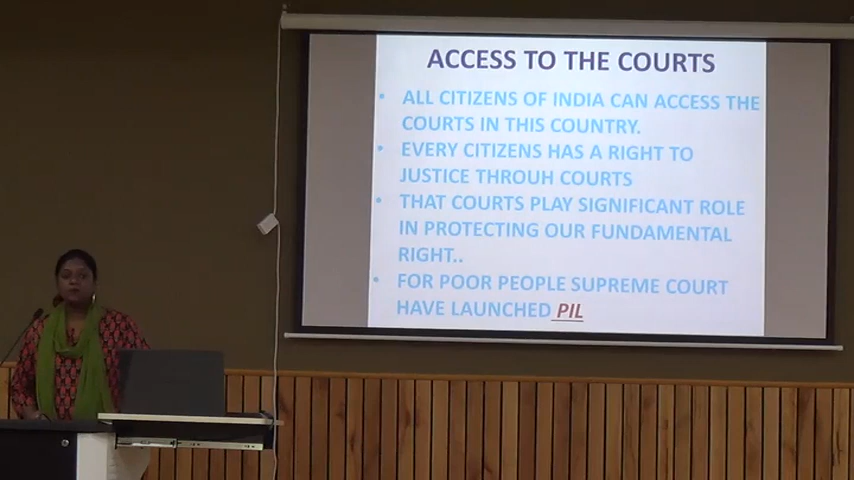 ACCESS TO THE COURTS
• ALL CITIZENS OF INDIA CAN ACCESS THE
COURTS IN THIS COUNTRY.
• EVERY CITIZENS HAS A RIGHT TO
JUSTICE THROUH COURTS
• THAT COURTS PLAY SIGNIFICANT ROLE
IN PROTECTING OUR FUNDAMENTAL
RIGHT..
• FOR POOR PEOPLE SUPREME COURT
HAVE LAUNCHED PIL